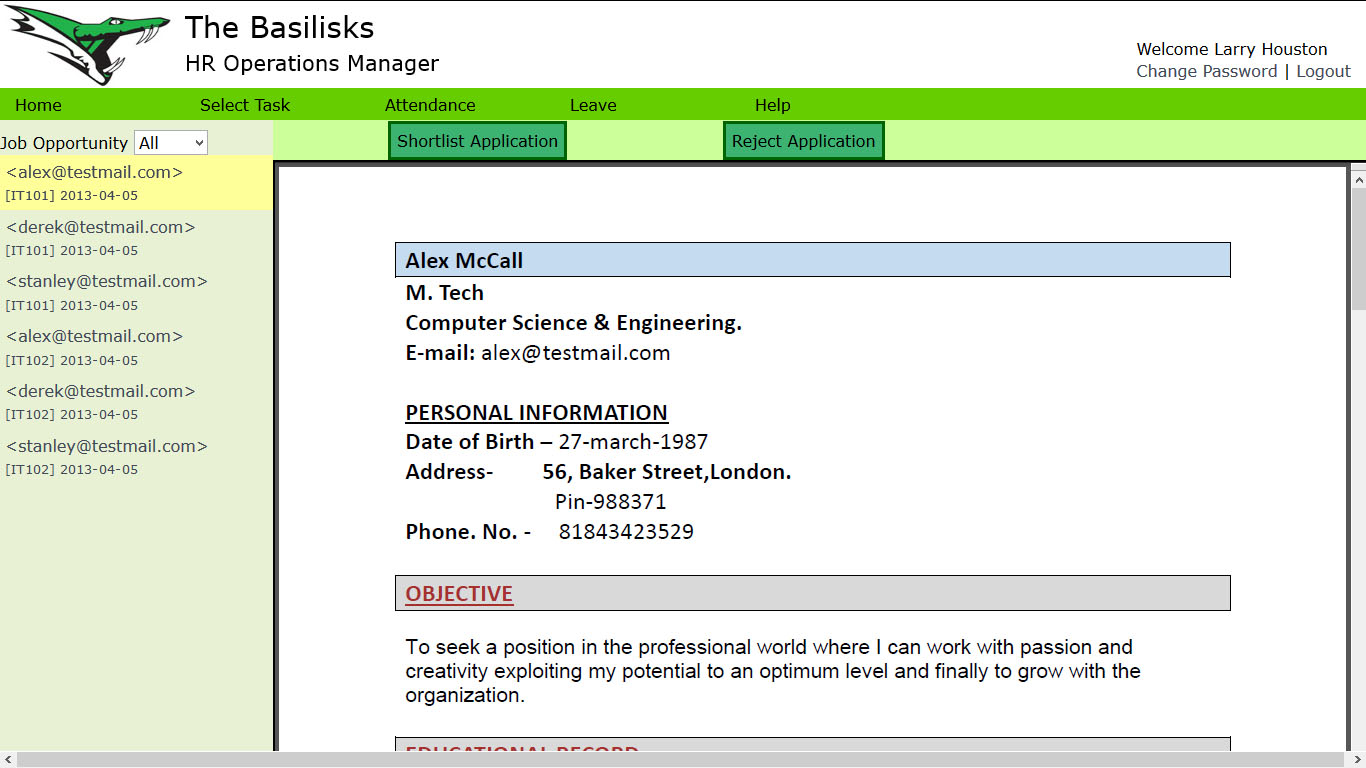 The Basilisks
HR Operations Manager
Welcome Larry Houston
Change Password | Logout
Home Select Task Attendance Leave Help
Job Opportunity All
Shortlist Application Reject Application
<alex@testmail.com>
[IT101] 2013-04-05
<derek@testmail.com>
[IT101] 2013-04-05
<stanley@testmail.com>
[IT101] 2013-04-05
<alex@testmail.com>
[IT102] 2013-04-05
<derek@testmail.com>
[IT102] 2013-04-05
<stanley@testmail.com>
[IT102] 2013-04-05
Alex McCall
M. Tech
Computer Science & Engineering.
E-mail: alex@testmail.com
PERSONAL INFORMATION
Date of Birth – 27-march-1987
Address- 56, Baker Street,London.
Pin-988371
Phone. No. - 81843423529
OBJECTIVE
To seek a position in the professional world where I can work with passion and
creativity exploiting my potential to an optimum level and finally to grow with the
organization.
EDUCATIONAL RECORD